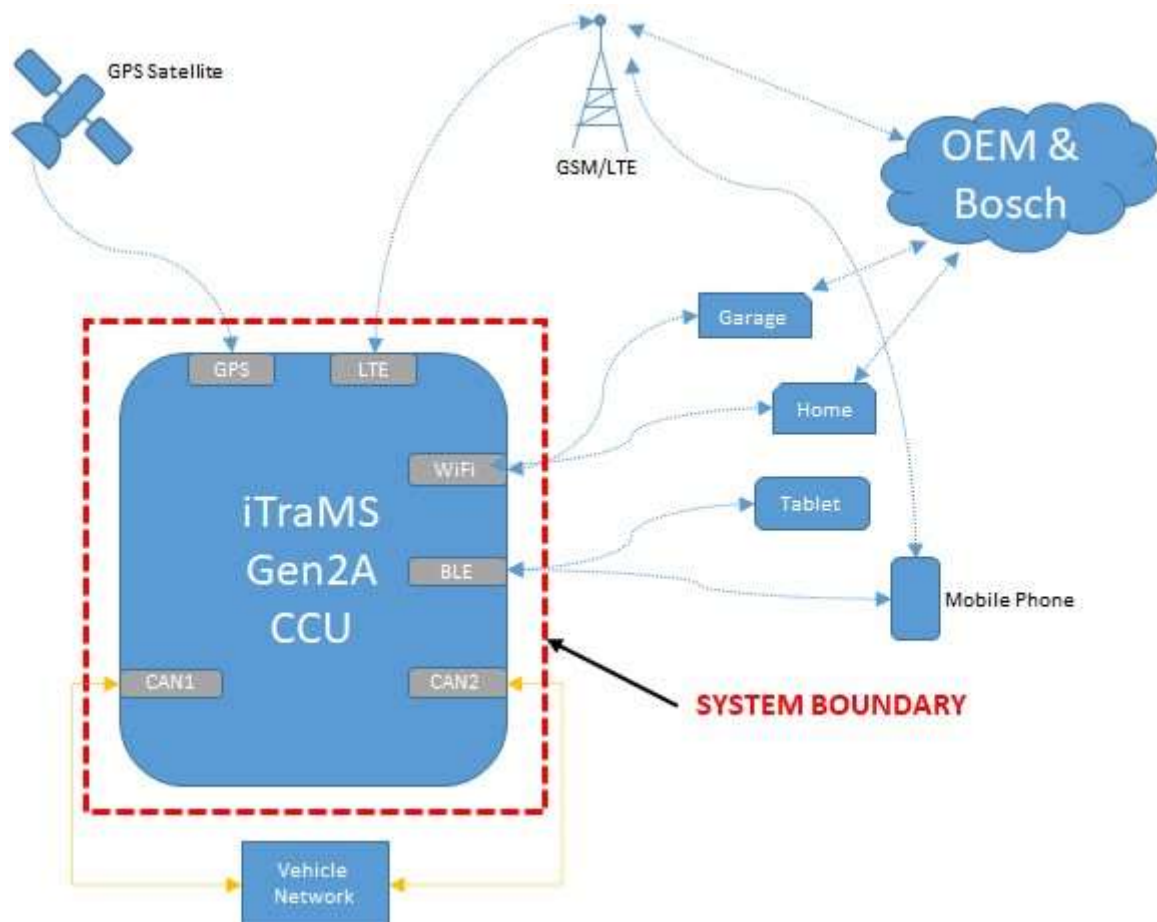 GPS Satellite
GSM/LTE
OEM &
Bosch
Garage
GPS
LTE
Home
WiFi
Tablet
iTraMS
Gen2A
CCU
BLE
Mobile Phone
CAN1
CAN2
SYSTEM BOUNDARY
Vehicle
Network